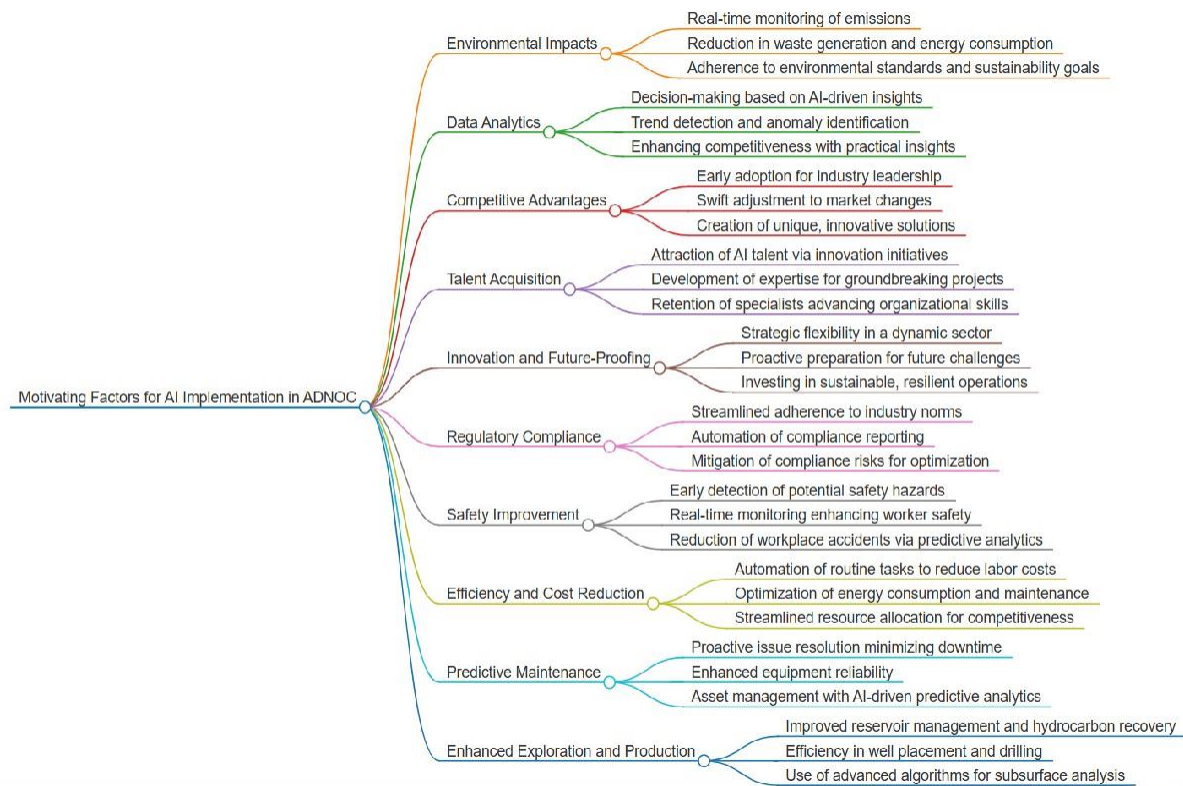 Real-time monitoring of emissions
Environmental Impacts
Reduction in waste generation and energy consumption
Adherence to environmental standards and sustainability goals
Decision-making based on AI-driven insights
Data Analytics
Trend detection and anomaly identification
Enhancing competitiveness with practical insights
Early adoption for industry leadership
Competitive Advantages
Swift adjustment to market changes
Creation of unique, innovative solutions
Attraction of AI talent via innovation initiatives
Talent Acquisition
Development of expertise for groundbreaking projects
Retention of specialists advancing organizational skills
Strategic flexibility in a dynamic sector
Innovation and Future-Proofing
Proactive preparation for future challenges
Investing in sustainable, resilient operations
Motivating Factors for AI Implementation in ADNOC
Streamlined adherence to industry norms
Regulatory Compliance
Automation of compliance reporting
Mitigation of compliance risks for optimization
Early detection of potential safety hazards
Safety Improvement
Real-time monitoring enhancing worker safety
Reduction of workplace accidents via predictive analytics
Automation of routine tasks to reduce labor costs
Efficiency and Cost Reduction
Optimization of energy consumption and maintenance
Streamlined resource allocation for competitiveness
Proactive issue resolution minimizing downtime
Predictive Maintenance
Enhanced equipment reliability
Asset management with AI-driven predictive analytics
Improved reservoir management and hydrocarbon recovery
Enhanced Exploration and Production
Efficiency in well placement and drilling
Use of advanced algorithms for subsurface analysis